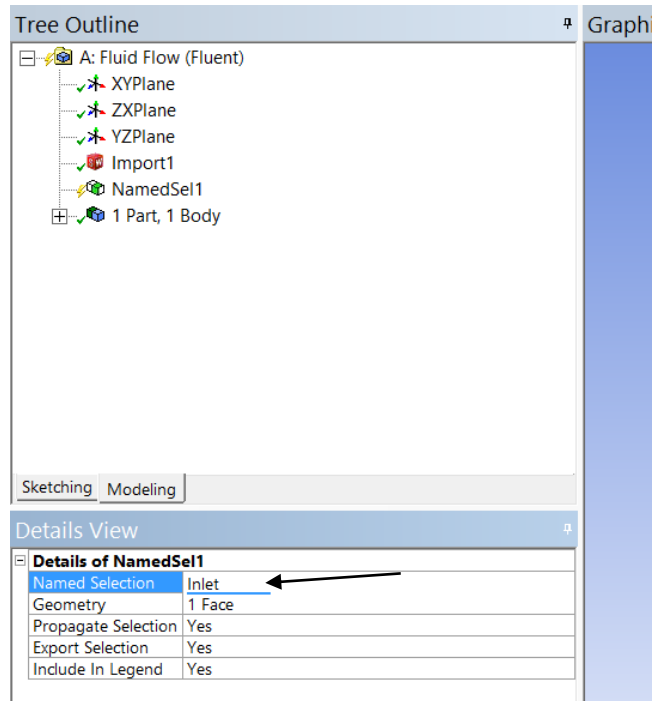 Tree Outline
Graphi
A: Fluid Flow (Fluent)
XYPlane
ZXPlane
YZPlane
Import1
NamedSel1
1 Part, 1 Body
Sketching Modeling
Details View
Details of NamedSel1
Named Selection Inlet
Geometry 1 Face
Propagate Selection Yes
Export Selection Yes
Include In Legend Yes